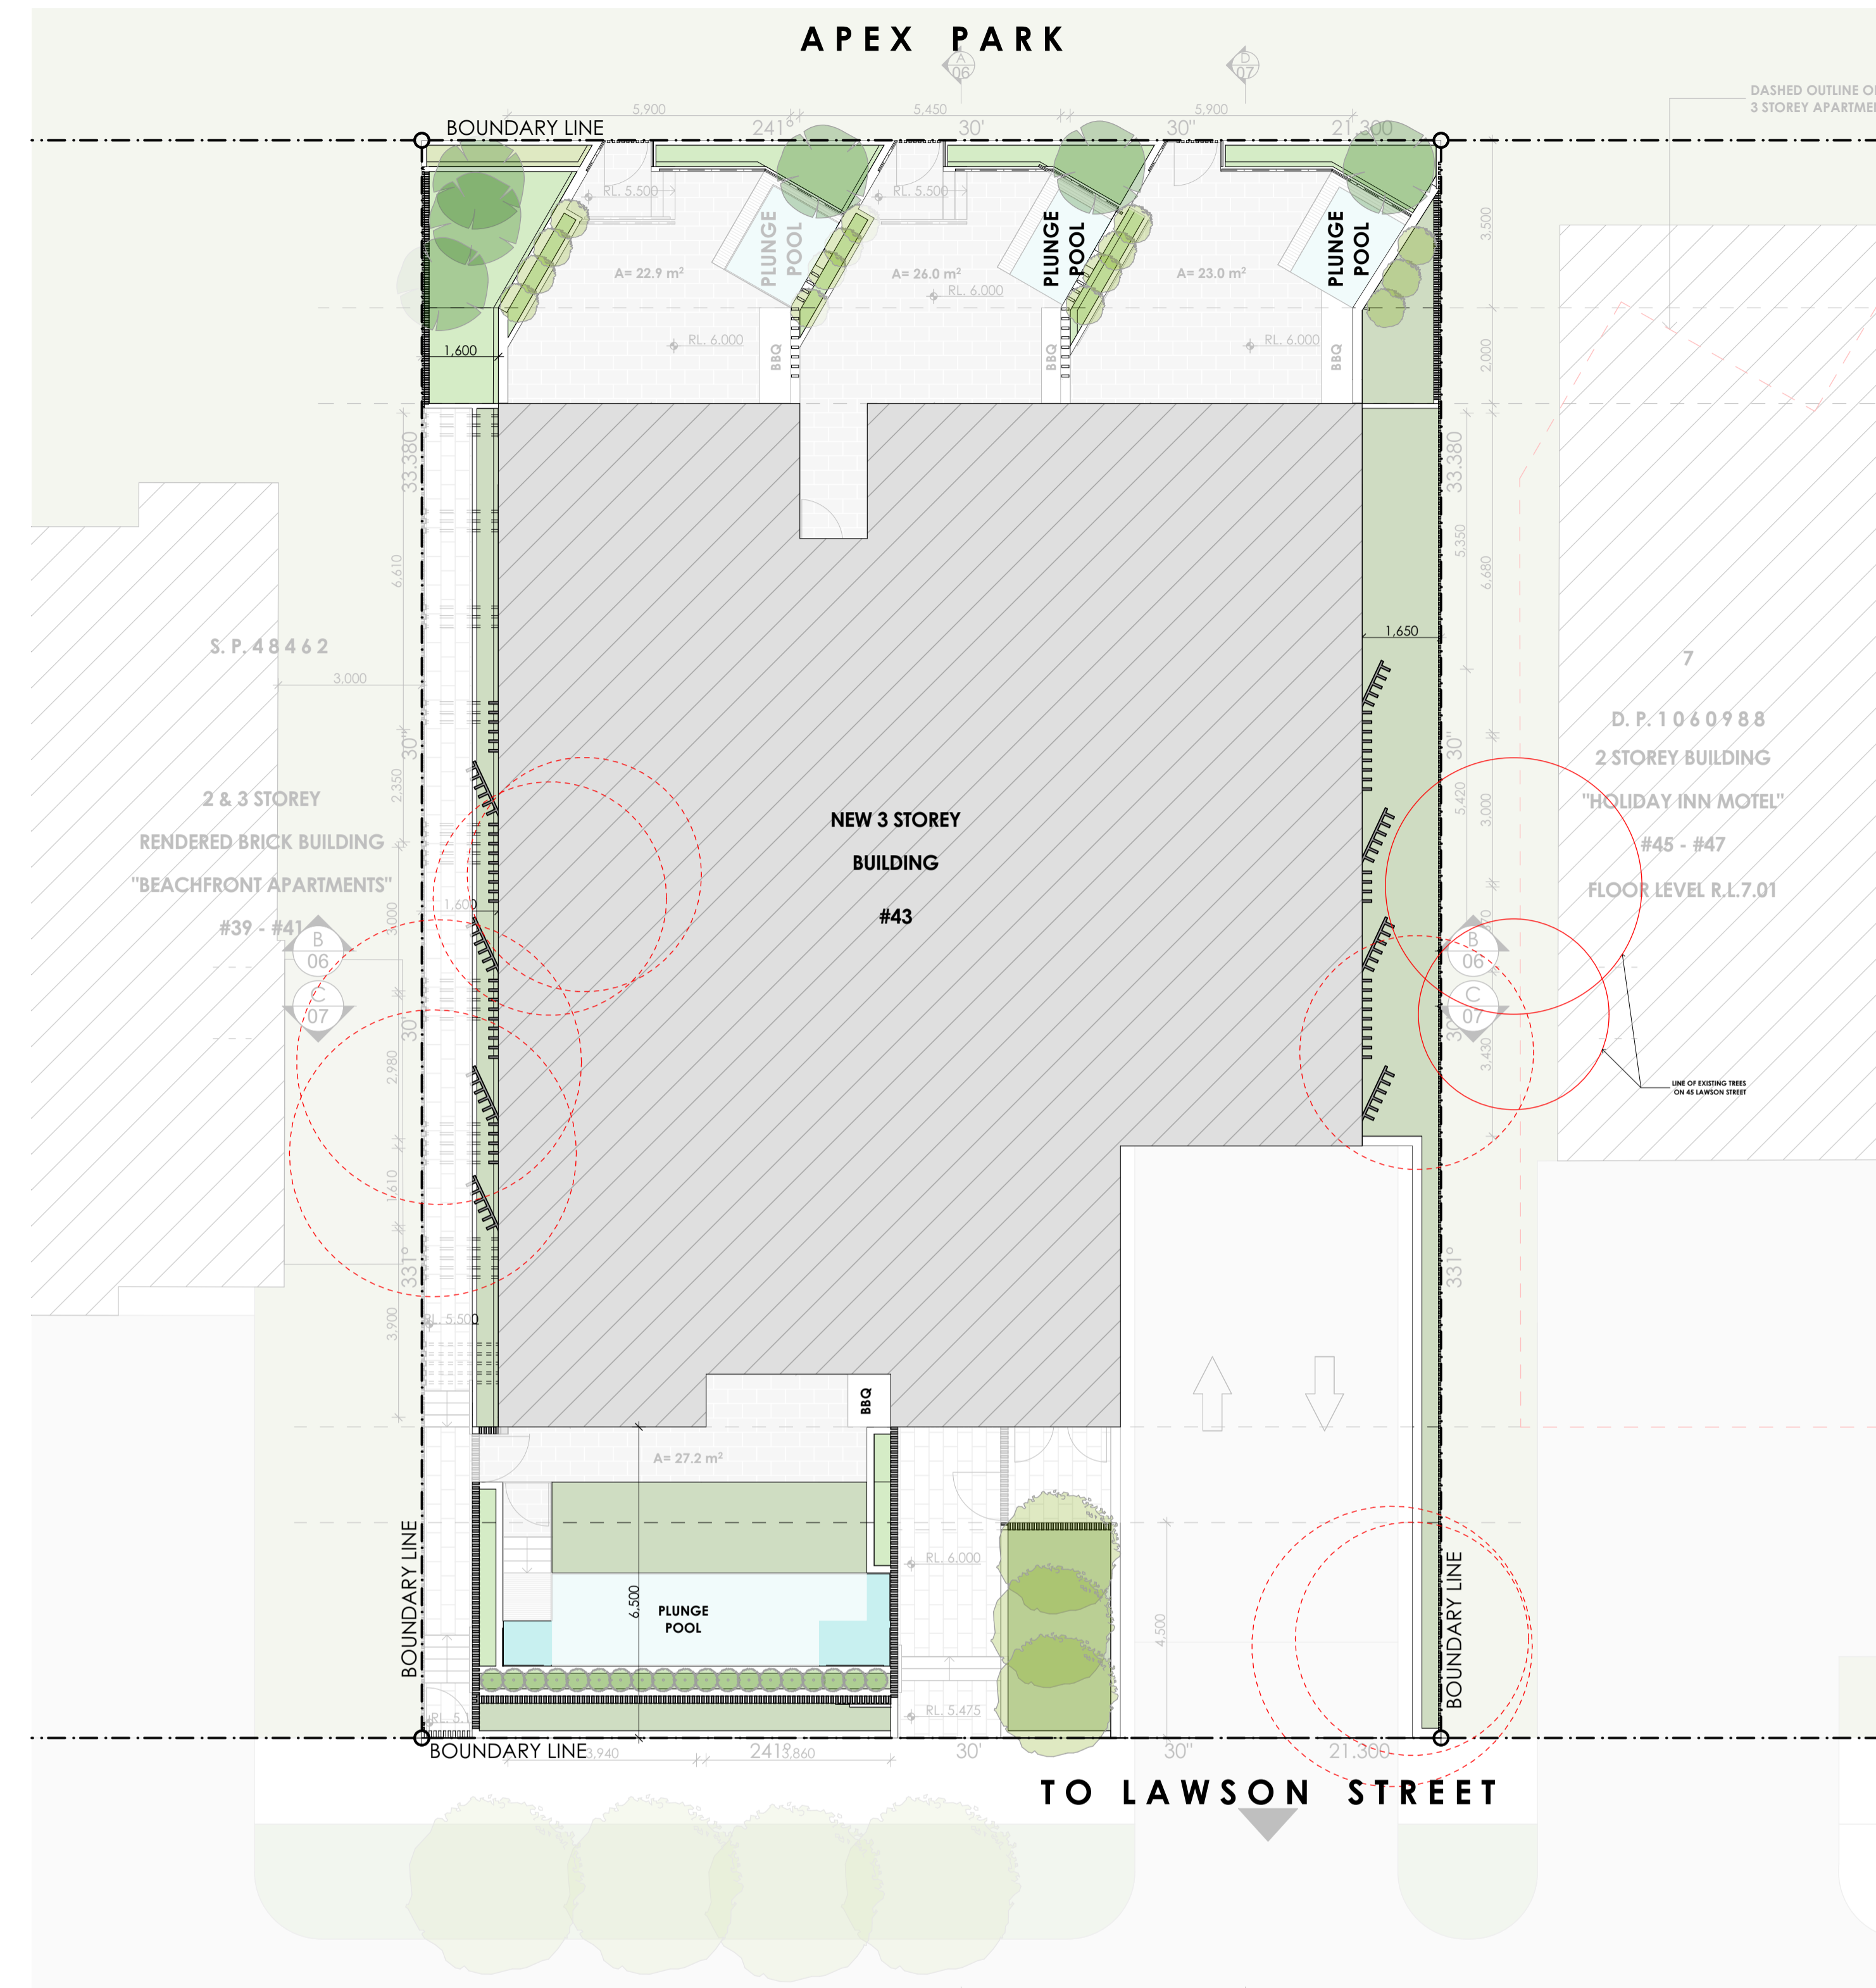 APEX PARK
A
06
D
07
DASHED OUTLINE
3 STOREY
5.900
5.450
5.900
BOUNDARY LINE
241°
30'
30"
21.300
RL. 5.500
RL. 5.500
PLUNGE
POOL
PLUNGE
POOL
PLUNGE
POOL
3.500
A= 22.9 m²
A= 26.0 m²
A= 23.0 m²
RL. 6.000
RL. 6.000
RL. 6.000
1,600
BBQ
BBQ
BBQ
2.000
33.380
33.380
5.350
6.610
6.680
1,650
S. P. 4 8 4 6 2
3,000
7
D. P. 1 0 6 0 9 8 8
30"
30"
2 STOREY BUILDING
2.350
5.420
3.000
2 & 3 STOREY
"HOLIDAY INN MOTEL"
RENDERED BRICK BUILDING
#45 - #47
"BEACHFRONT APARTMENTS"
FLOOR LEVEL R.L.7.01
#39 - #41
NEW 3 STOREY
BUILDING
#43
1,600
3.000
B
06
C
07
B
06
C
07
30'
2.980
3.430
LINE OF EXISTING TREES
ON 45 LAWSON STREET
1.610
331°
331°
3.900
RL. 5.500
BBQ
A= 27.2 m²
BOUNDARY LINE
6.500
PLUNGE
POOL
RL. 6.000
4.500
BOUNDARY LINE
RL. 5.475
BOUNDARY LINE
3.940
30'
30"
21.300
TO LAWSON STREET